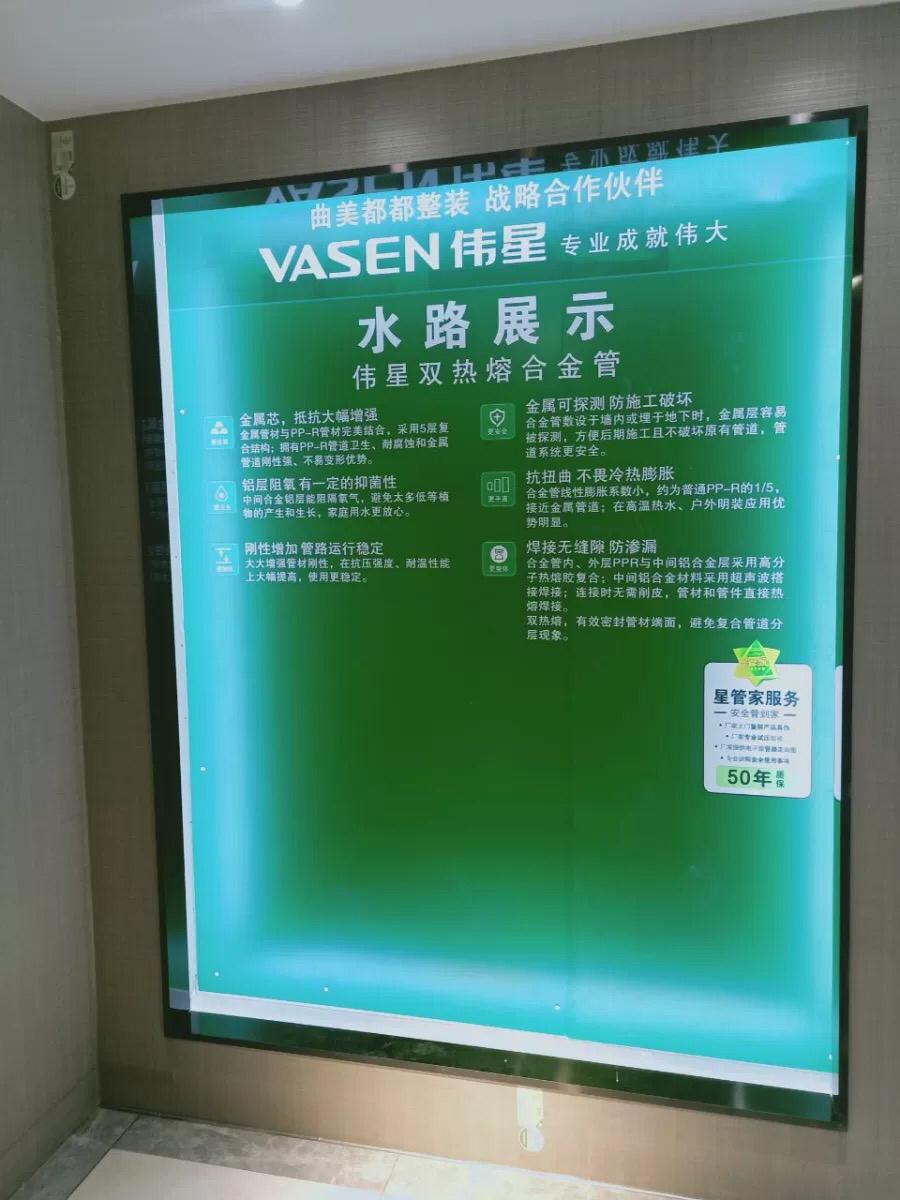 曲美都都整装 战略合作伙伴
VASEN 伟星 专业成就伟大
水路展示
伟星双热熔合金管
金属芯，抵抗大幅增强
金属管材与PP-R管材完美结合，采用5层复
合结构；拥有PP-R管道卫生、耐腐蚀和金属
管道刚性强、不易变形优势。
铝层阻氧 有一定的抑菌性
中间合金铝层能阻隔氧气，避免太多低等植
物的产生和生长，家庭用水更放心。
刚性增加 管路运行稳定
大大增强管材刚性，在抗压强度、耐温性能
上大幅提高，使用更稳定。
更安全
金属可探测 防施工破坏
合金管敷设于墙内或埋于地下时，金属层容易
被探测，方便后期施工且不破坏原有管道，管
道系统更安全。
更平直
抗扭曲 不畏冷热膨胀
合金管线性膨胀系数小，约为普通PP-R的1/5，
接近金属管道；在高温热水、户外明装应用优
势明显。
焊接无缝隙 防渗漏
合金管内、外层PPR与中间铝合金层采用高分
子热熔胶复合；中间铝合金材料采用超声波搭
接焊接；连接时无需削皮，管材和管件直接热
熔焊接。
双热熔，有效密封管材端面，避免复合管道分
层现象。
星管家服务
安全管到家
50年 质保